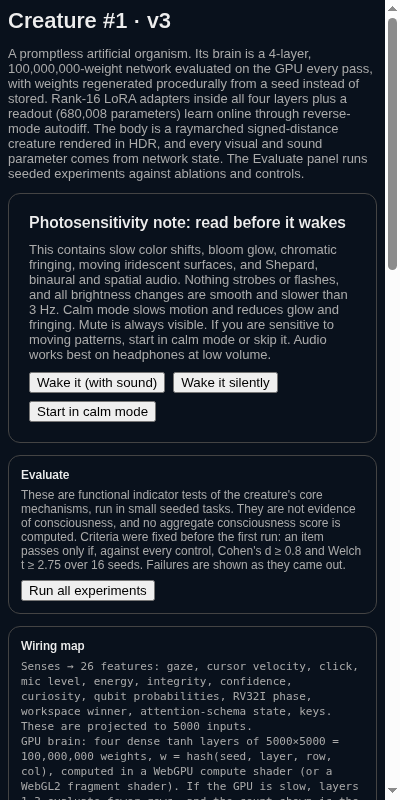 Creature #1 · v3
A promptless artificial organism. Its brain is a 4-layer,
100,000,000-weight network evaluated on the GPU every pass,
with weights regenerated procedurally from a seed instead of
stored. Rank-16 LoRA adapters inside all four layers plus a
readout (680,008 parameters) learn online through reverse-
mode autodiff. The body is a raymarched signed-distance
creature rendered in HDR, and every visual and sound
parameter comes from network state. The Evaluate panel runs
seeded experiments against ablations and controls.
Photosensitivity note: read before it wakes
This contains slow color shifts, bloom glow, chromatic
fringing, moving iridescent surfaces, and Shepard,
binaural and spatial audio. Nothing strobes or flashes,
and all brightness changes are smooth and slower than
3 Hz. Calm mode slows motion and reduces glow and
fringing. Mute is always visible. If you are sensitive to
moving patterns, start in calm mode or skip it. Audio
works best on headphones at low volume.
Wake it (with sound) Wake it silently
Start in calm mode
Evaluate
These are functional indicator tests of the creature's core
mechanisms, run in small seeded tasks. They are not evidence
of consciousness, and no aggregate consciousness score is
computed. Criteria were fixed before the first run: an item
passes only if, against every control, Cohen's d ≥ 0.8 and Welch
t ≥ 2.75 over 16 seeds. Failures are shown as they came out.
Run all experiments
Wiring map
Senses → 26 features: gaze, cursor velocity, click,
mic level, energy, integrity, confidence,
curiosity, qubit probabilities, RV32I phase,
workspace winner, attention-schema state, keys.
These are projected to 5000 inputs.
GPU brain: four dense tanh layers of 5000×5000 =
100,000,000 weights, w = hash(seed, layer, row,
col), computed in a WebGPU compute shader (or a
WebGL2 fragment shader). If the GPU is slow, layers